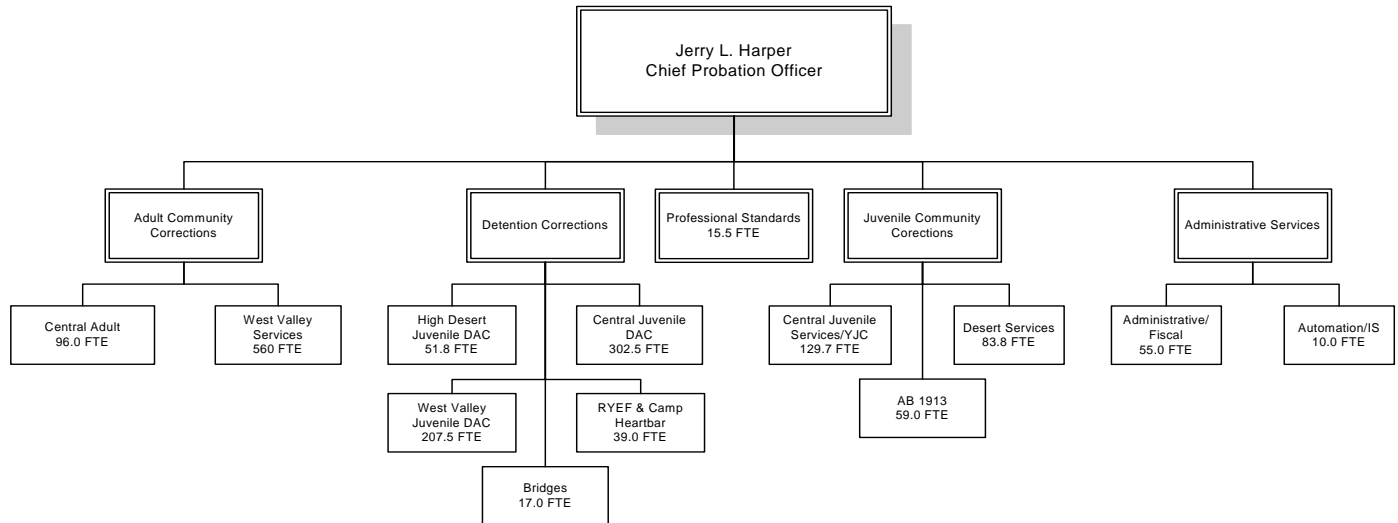 Jerry L. Harper
Chief Probation Officer
Adult Community
Corrections
Detention Corrections
Professional Standards
15.5 FTE
Juvenile Community
Corections
Administrative Services
Central Adult
96.0 FTE
West Valley
Services
560 FTE
High Desert
Juvenile DAC
51.8 FTE
Central Juvenile
DAC
302.5 FTE
Central Juvenile
Services/YJC
129.7 FTE
Desert Services
83.8 FTE
Administrative/
Fiscal
55.0 FTE
Automation/IS
10.0 FTE
West Valley
Juvenile DAC
207.5 FTE
RYEF & Camp
Heartbar
39.0 FTE
AB 1913
59.0 FTE
Bridges
17.0 FTE